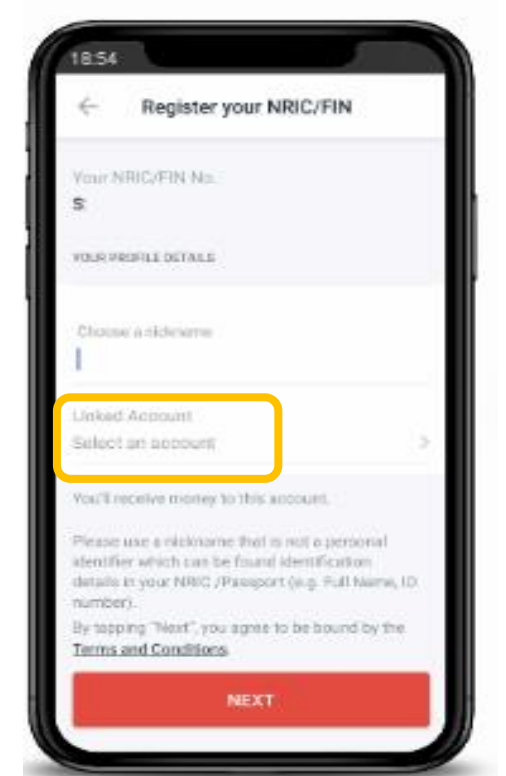 18:54
← Register your NRIC/FIN
Your NRIC/FIN No.
S
YOUR PROFILE DETAILS
Choose a nickname
Linked Account
Select an account >
You'll receive money to this account.
Please use a nickname that is not a personal
identifier which can be found identification
details in your NRIC /Passport (e.g. Full Name, ID
number).
By tapping "Next", you agree to be bound by the
Terms and Conditions.
NEXT